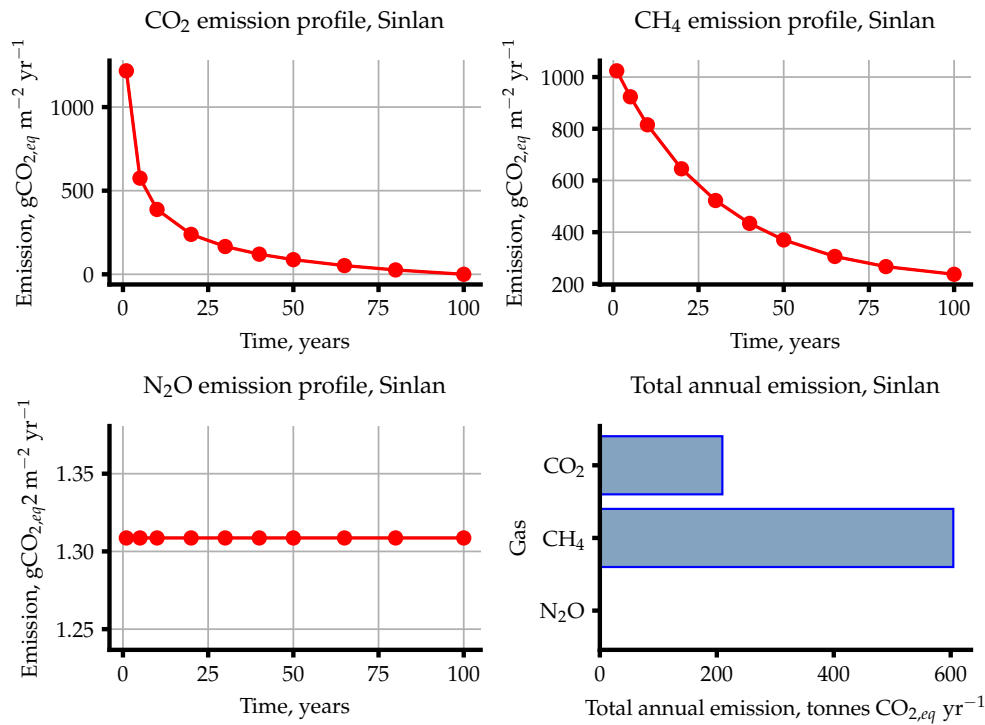 CO₂ emission profile, Sinlan
Emission, gCO₂,eq m⁻² yr⁻¹
1000
500
0
0 25 50 75 100
Time, years
CH₄ emission profile, Sinlan
Emission, gCO₂,eq m⁻² yr⁻¹
1000
800
600
400
200
0 25 50 75 100
Time, years
N₂O emission profile, Sinlan
Emission, gCO₂,eq2 m⁻² yr⁻¹
1.35
1.30
1.25
0 25 50 75 100
Time, years
Total annual emission, Sinlan
Gas
CO₂
CH₄
N₂O
0 200 400 600
Total annual emission, tonnes CO₂,eq yr⁻¹